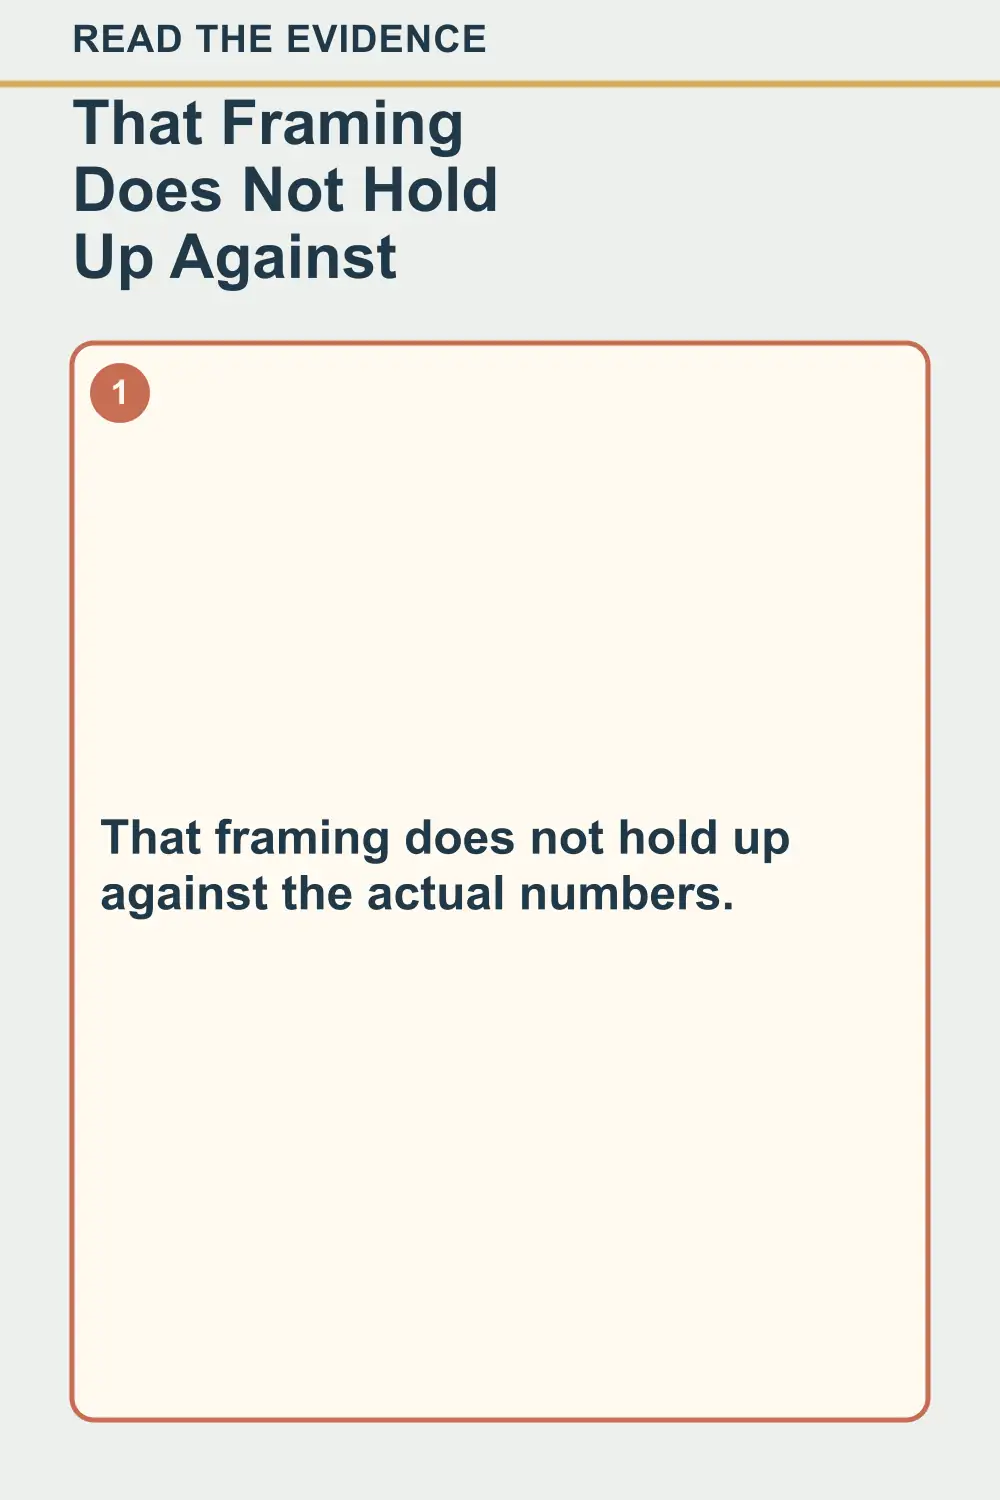 READ THE EVIDENCE
That Framing
Does Not Hold
Up Against
1
That framing does not hold up
against the actual numbers.